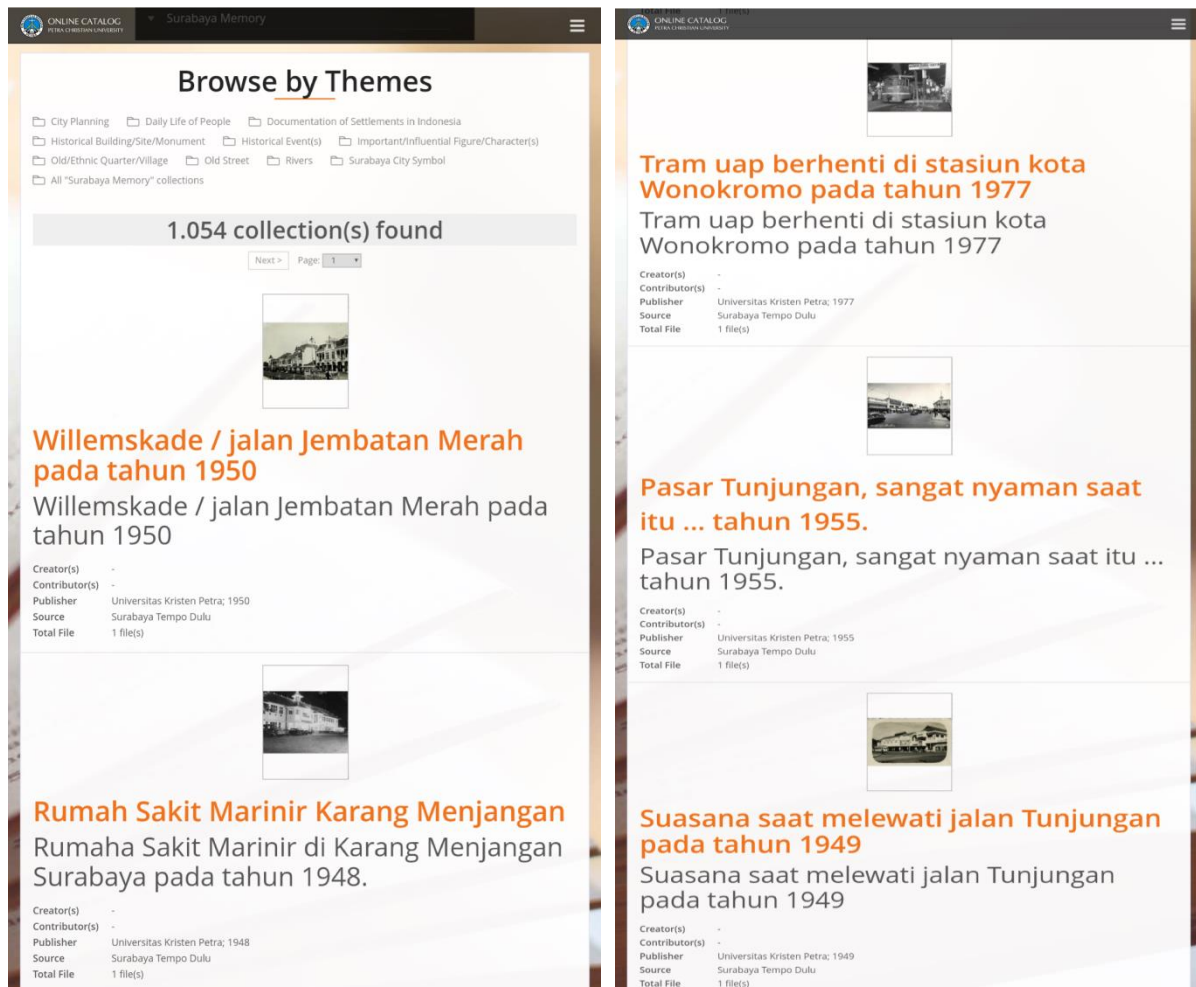 ONLINE CATALOG
PETRA CHRISTIAN UNIVERSITY
Surabaya Memory
Browse by Themes
City Planning Daily Life of People Documentation of Settlements in Indonesia
Historical Building/Site/Monument Historical Event(s) Important/Influential Figure/Character(s)
Old/Ethnic Quarter/Village Old Street Rivers Surabaya City Symbol
All "Surabaya Memory" collections
1.054 collection(s) found
Next > Page: 1
Willemskade / jalan Jembatan Merah
pada tahun 1950
Willemskade / jalan Jembatan Merah pada
tahun 1950
Creator(s) -
Contributor(s) -
Publisher Universitas Kristen Petra; 1950
Source Surabaya Tempo Dulu
Total File 1 file(s)
Rumah Sakit Marinir Karang Menjangan
Rumaha Sakit Marinir di Karang Menjangan
Surabaya pada tahun 1948.
Creator(s) -
Contributor(s) -
Publisher Universitas Kristen Petra; 1948
Source Surabaya Tempo Dulu
Total File 1 file(s)
Total File 1 file(s)
ONLINE CATALOG
PETRA CHRISTIAN UNIVERSITY
Tram uap berhenti di stasiun kota
Wonokromo pada tahun 1977
Tram uap berhenti di stasiun kota
Wonokromo pada tahun 1977
Creator(s) -
Contributor(s) -
Publisher Universitas Kristen Petra; 1977
Source Surabaya Tempo Dulu
Total File 1 file(s)
Pasar Tunjungan, sangat nyaman saat
itu ... tahun 1955.
Pasar Tunjungan, sangat nyaman saat itu ...
tahun 1955.
Creator(s) -
Contributor(s) -
Publisher Universitas Kristen Petra; 1955
Source Surabaya Tempo Dulu
Total File 1 file(s)
Suasana saat melewati jalan Tunjungan
pada tahun 1949
Suasana saat melewati jalan Tunjungan
pada tahun 1949
Creator(s) -
Contributor(s) -
Publisher Universitas Kristen Petra; 1949
Source Surabaya Tempo Dulu
Total File 1 file(s)